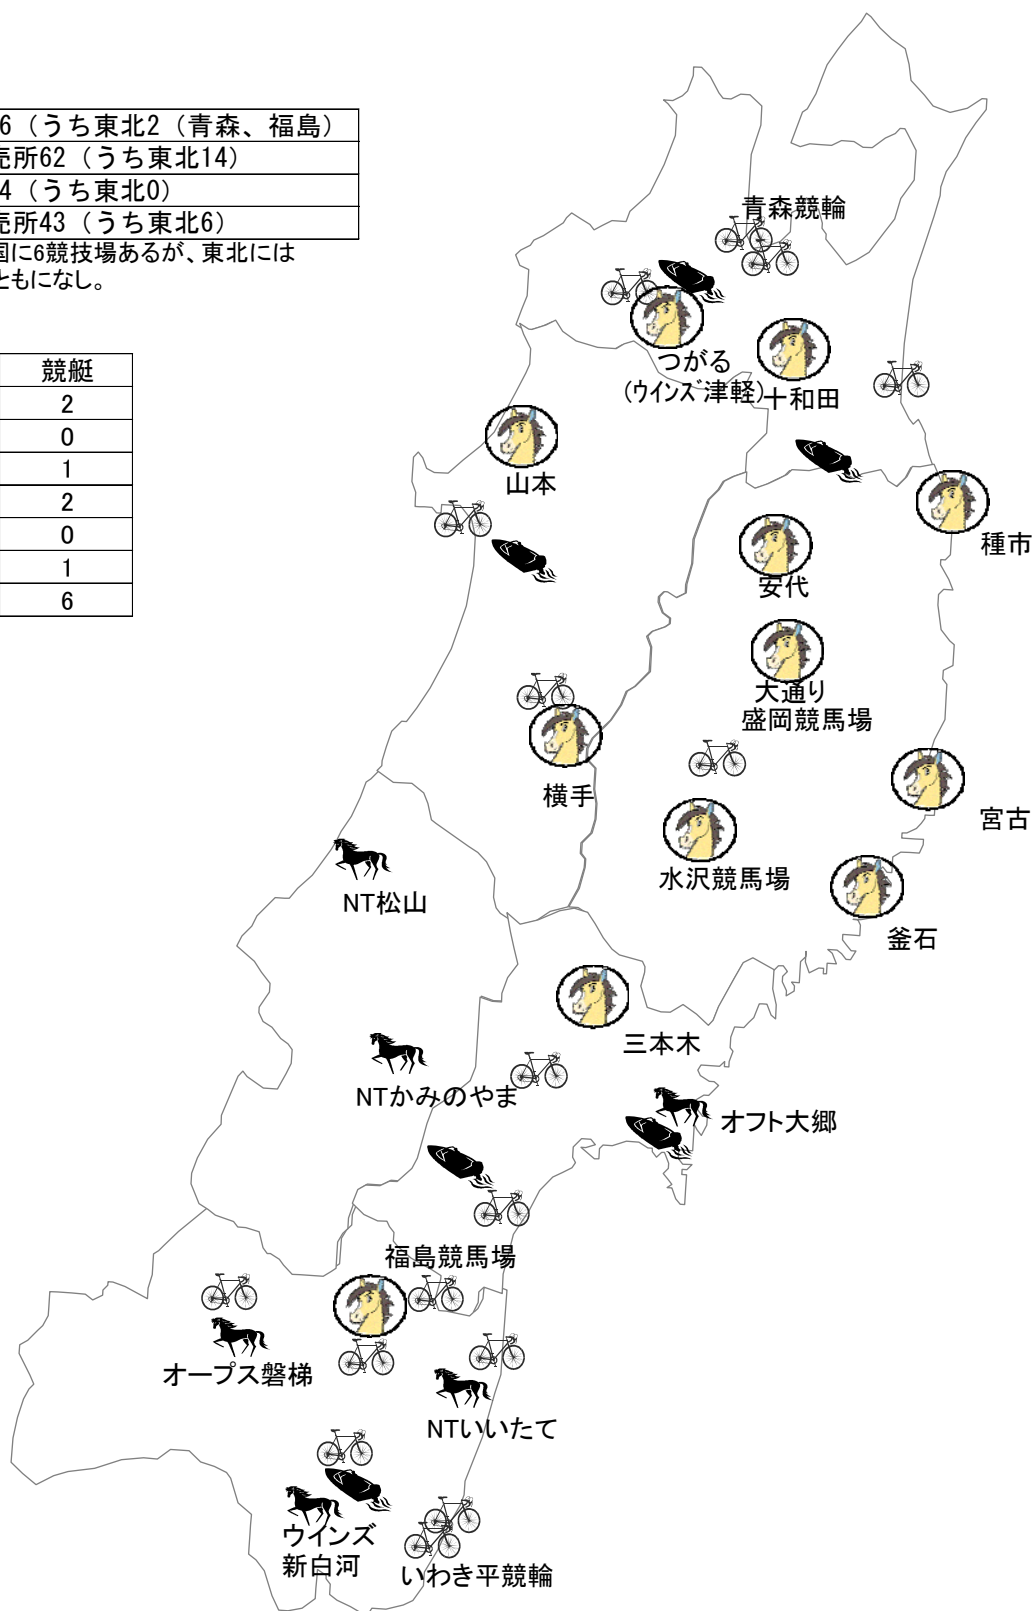 6（うち東北2（青森、福島）
売所62（うち東北14）
4（うち東北0）
売所43（うち東北6）
国に6競技場あるが、東北には
ともになし。
競艇
2
0
1
2
0
1
6
青森競輪
つがる
(ウインズ津軽)
十和田
山本
種市
安代
大通り
盛岡競馬場
横手
宮古
水沢競馬場
NT松山
釜石
三本木
NTかみのやま
オフト大郷
福島競馬場
オープス磐梯
NTいいたて
ウインズ
新白河
いわき平競輪